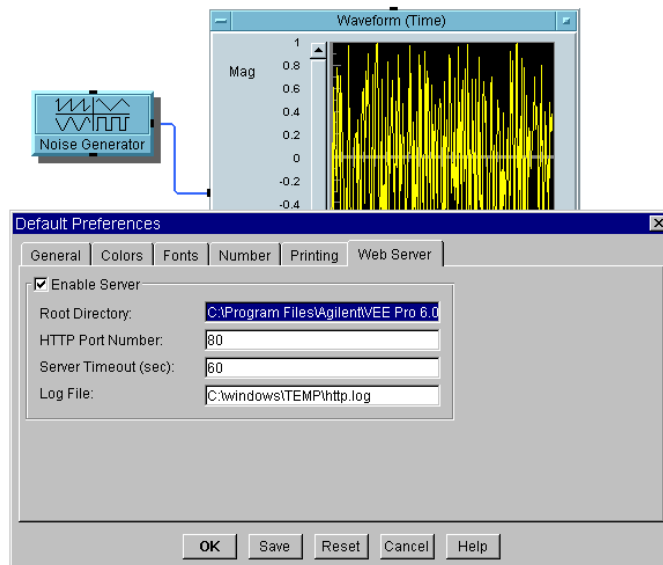 Waveform (Time)
1
Mag
0.8
0.6
0.4
0.2
0
-0.2
-0.4
Noise Generator
Default Preferences
General Colors Fonts Number Printing Web Server
Enable Server
Root Directory: C:\Program Files\Agilent\VEE Pro 6.0
HTTP Port Number: 80
Server Timeout (sec): 60
Log File: C:\windows\TEMP\http.log
OK Save Reset Cancel Help